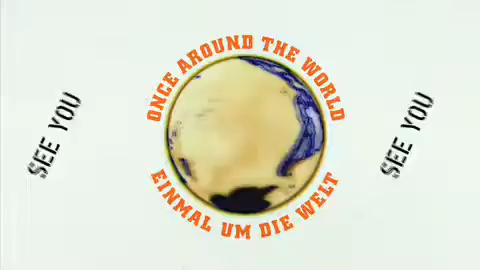 ONCE AROUND THE WORLD
SEE YOU
SEE YOU
EINMAL UM DIE WELT